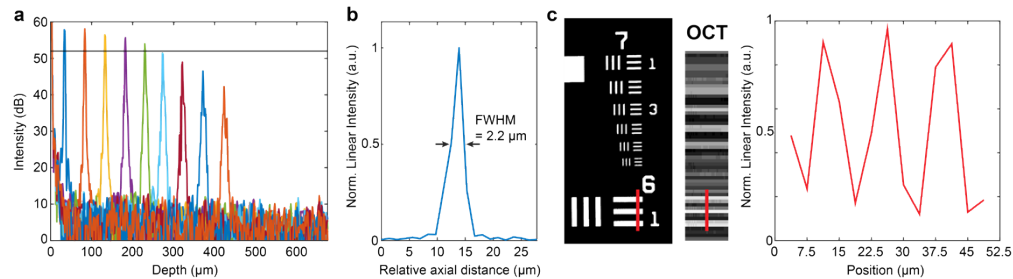 a
60
50
40
30
20
10
0
Intensity (dB)
0 100 200 300 400 500 600
Depth (µm)
b
1
0.5
0
Norm. Linear Intensity (a.u.)
FWHM
= 2.2 µm
0 5 10 15 20 25
Relative axial distance (µm)
c
7
1
3
6
1
OCT
1
0.5
0
Norm. Linear Intensity (a.u.)
0 7.5 15 22.5 30 37.5 45 52.5
Position (µm)